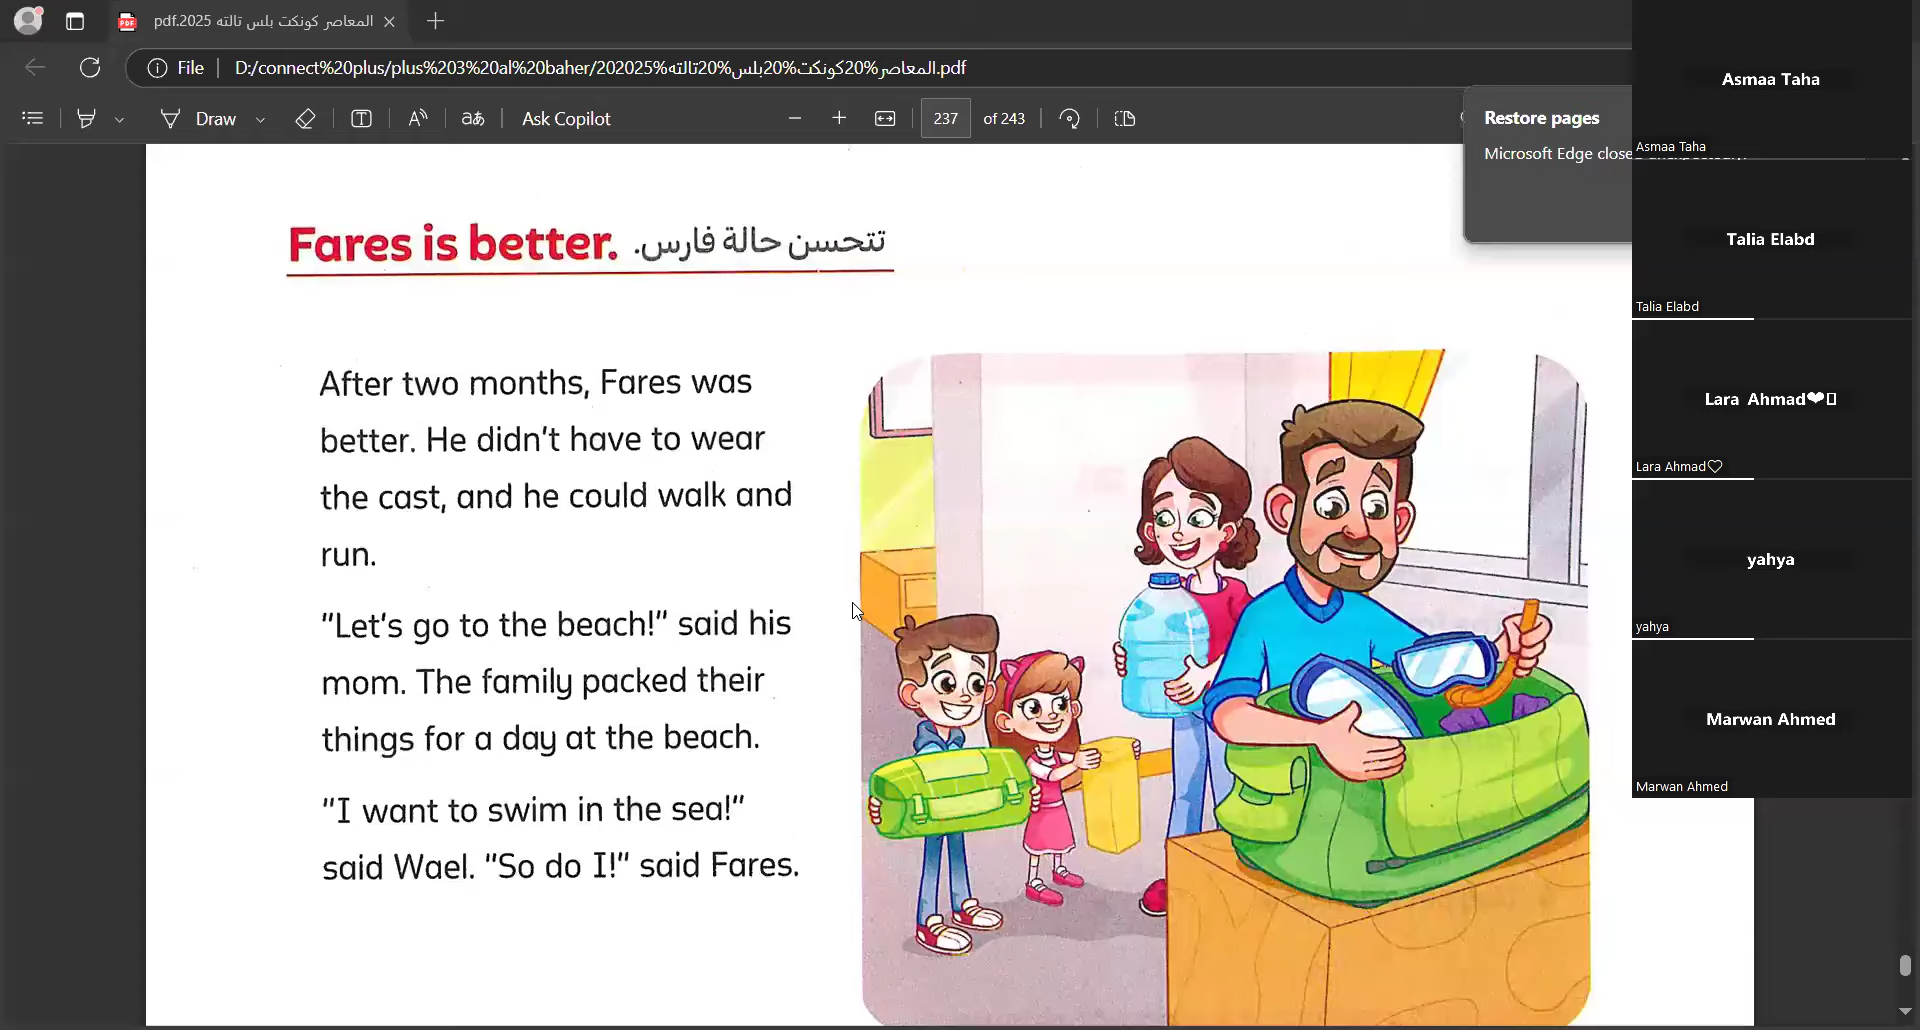 المعاصر كونكت بلس تالته 2025.pdf
File
D:/connect%20plus/plus%203%20al%20baher/202025%المعاصر%20كونكت%20بلس%20تالته.pdf
Draw
Ask Copilot
237
of 243
Restore pages
Microsoft Edge close
Fares is better. تتحسن حالة فارس.
After two months, Fares was
better. He didn't have to wear
the cast, and he could walk and
run.
"Let's go to the beach!" said his
mom. The family packed their
things for a day at the beach.
"I want to swim in the sea!"
said Wael. "So do I!" said Fares.
Asmaa Taha
Asmaa Taha
Talia Elabd
Talia Elabd
Lara Ahmad❤
Lara Ahmad♡
yahya
yahya
Marwan Ahmed
Marwan Ahmed